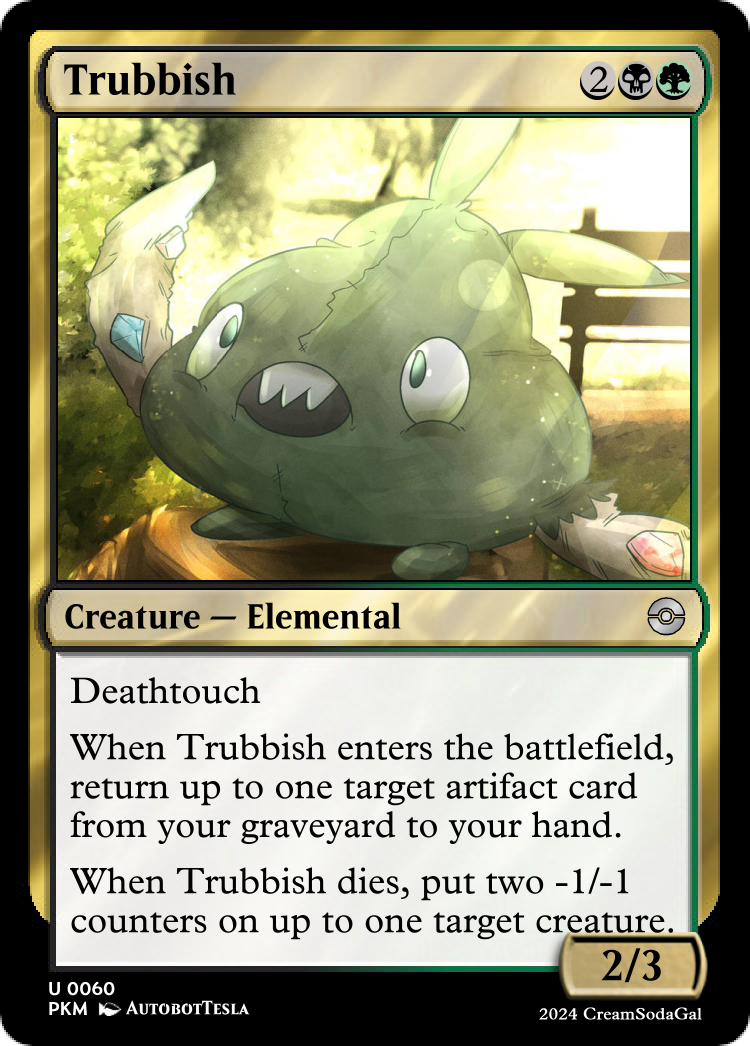 Trubbish 2
Creature — Elemental
Deathtouch
When Trubbish enters the battlefield,
return up to one target artifact card
from your graveyard to your hand.
When Trubbish dies, put two -1/-1
counters on up to one target creature.
2/3
U 0060
PKM AutobotTesla
2024 CreamSodaGal